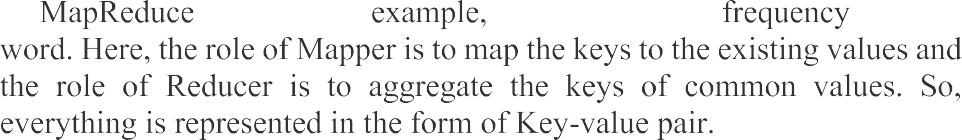 MapReduce example, frequency
word. Here, the role of Mapper is to map the keys to the existing values and
the role of Reducer is to aggregate the keys of common values. So,
everything is represented in the form of Key-value pair.